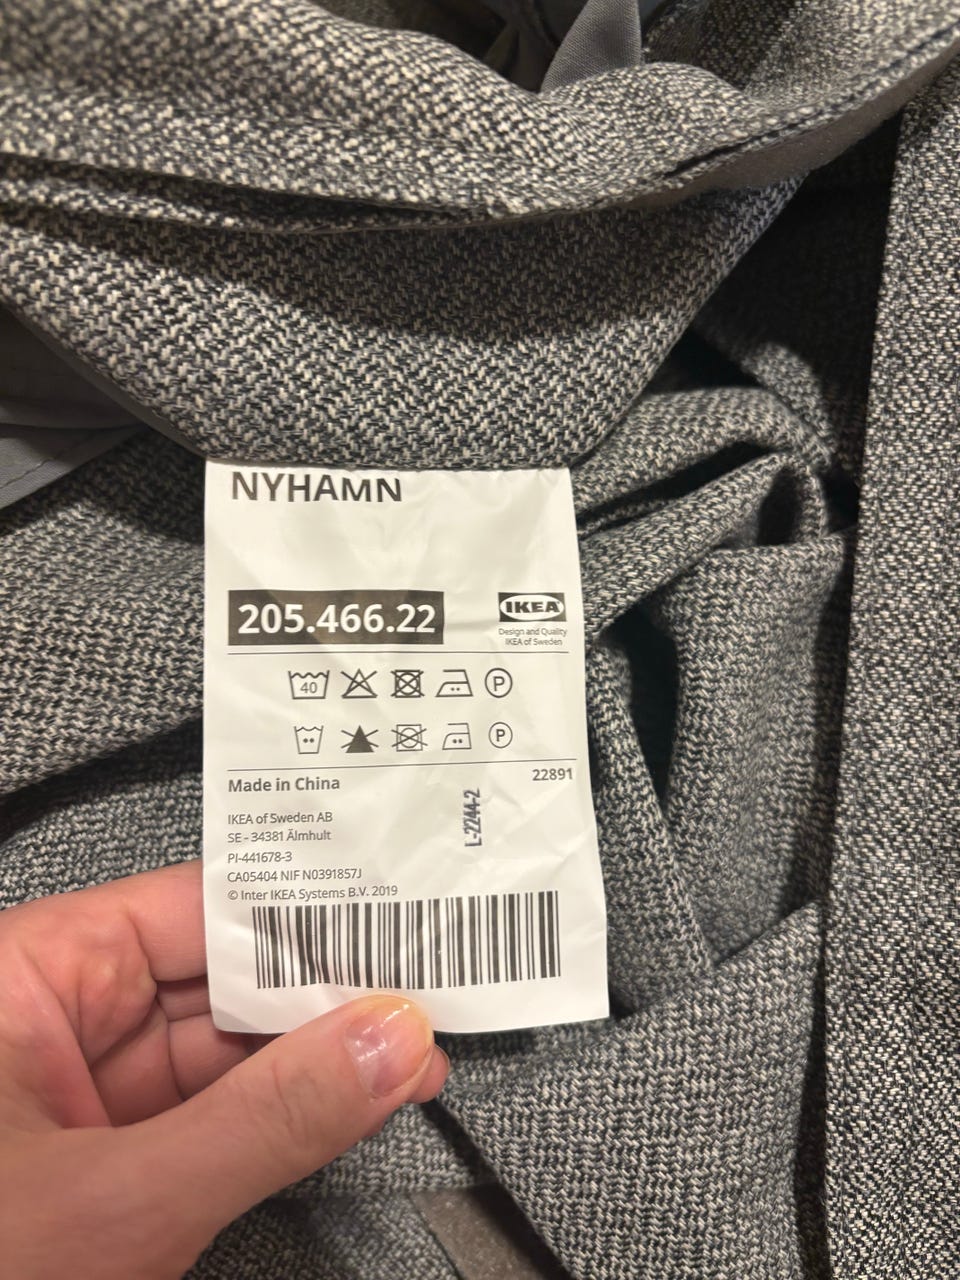 NYHAMN
205.466.22
IKEA
Design and Quality
IKEA of Sweden
40
P
P
Made in China
22891
IKEA of Sweden AB
SE - 34381 Älmhult
PI-441678-3
CA05404 NIF N0391857J
© Inter IKEA Systems B.V. 2019
L-2244-2